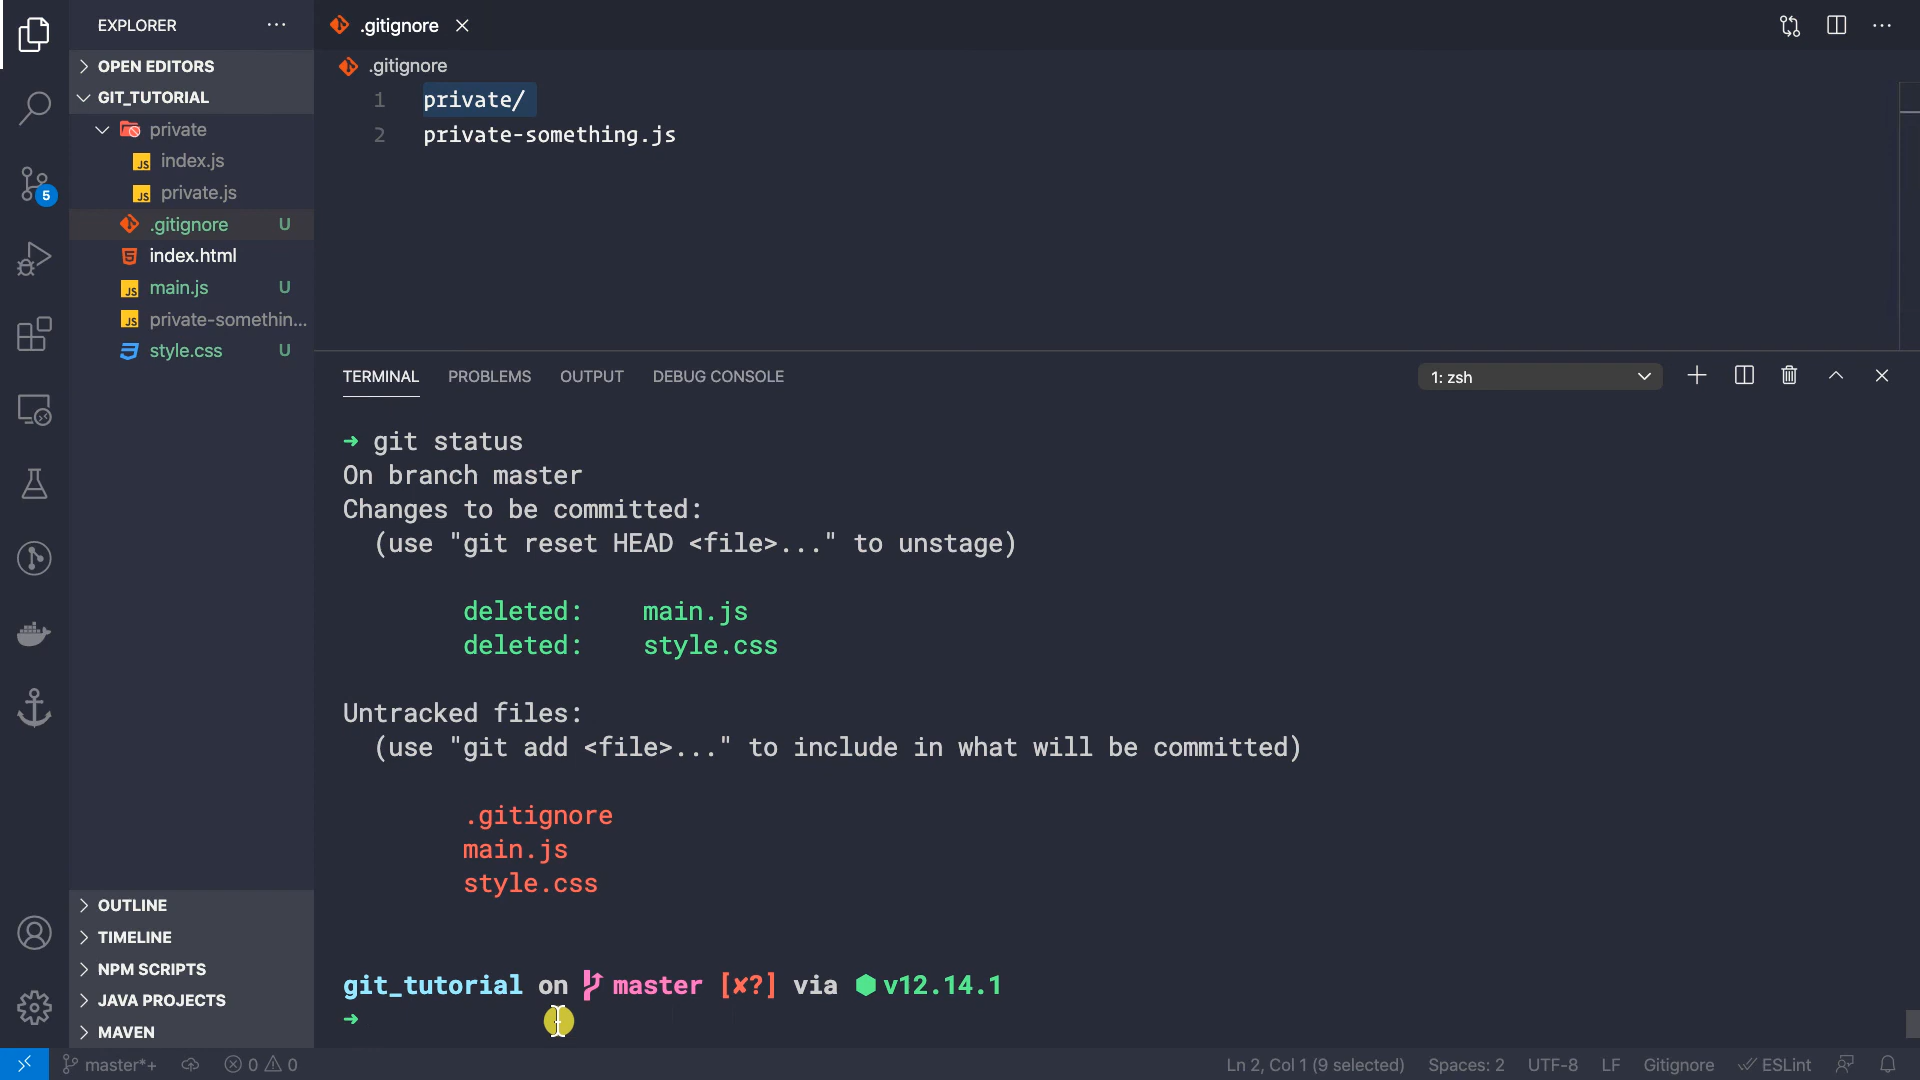 EXPLORER
OPEN EDITORS
GIT_TUTORIAL
private
JS index.js
JS private.js
.gitignore U
index.html
JS main.js U
JS private-somethin...
style.css U
5
OUTLINE
TIMELINE
NPM SCRIPTS
JAVA PROJECTS
MAVEN
.gitignore
.gitignore
1 private/
2 private-something.js
TERMINAL PROBLEMS OUTPUT DEBUG CONSOLE 1: zsh
➜ git status
On branch master
Changes to be committed:
(use "git reset HEAD <file>..." to unstage)
deleted: main.js
deleted: style.css
Untracked files:
(use "git add <file>..." to include in what will be committed)
.gitignore
main.js
style.css
git_tutorial on master [✘?] via ⬢ v12.14.1
➜
master*+ 0 0 Ln 2, Col 1 (9 selected) Spaces: 2 UTF-8 LF Gitignore ESLint